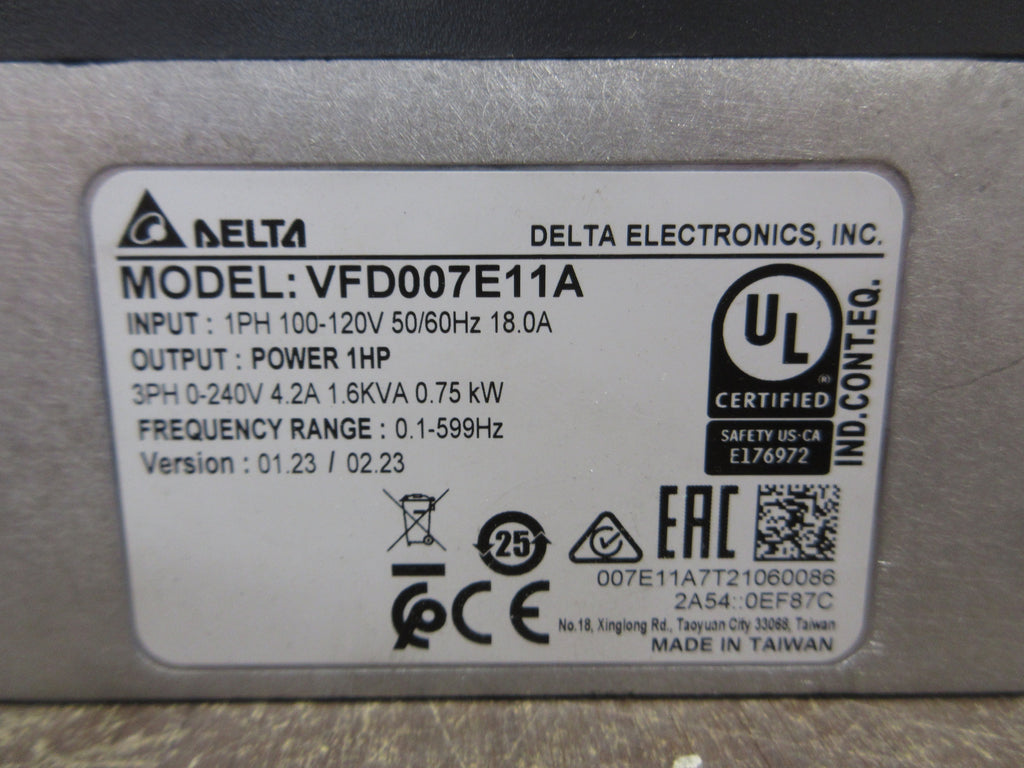 DELTA
DELTA ELECTRONICS, INC.
MODEL: VFD007E11A
INPUT : 1PH 100-120V 50/60Hz 18.0A
OUTPUT : POWER 1HP
3PH 0-240V 4.2A 1.6KVA 0.75 kW
FREQUENCY RANGE : 0.1-599Hz
Version : 01.23 / 02.23
UL
®
CERTIFIED
SAFETY US-CA
E176972
IND.CONT.EQ.
25
EAC
007E11A7T21060086
2A54::0EF87C
CE
No.18, Xinglong Rd., Taoyuan City 33068, Taiwan
MADE IN TAIWAN